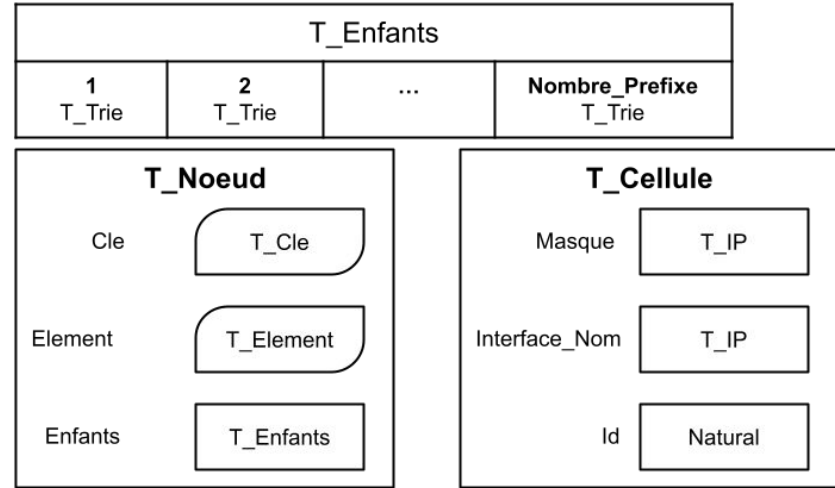 T_Enfants
1 2 ... Nombre_Prefixe
T_Trie T_Trie T_Trie
T_Noeud
Cle T_Cle
Element T_Element
Enfants T_Enfants
T_Cellule
Masque T_IP
Interface_Nom T_IP
Id Natural